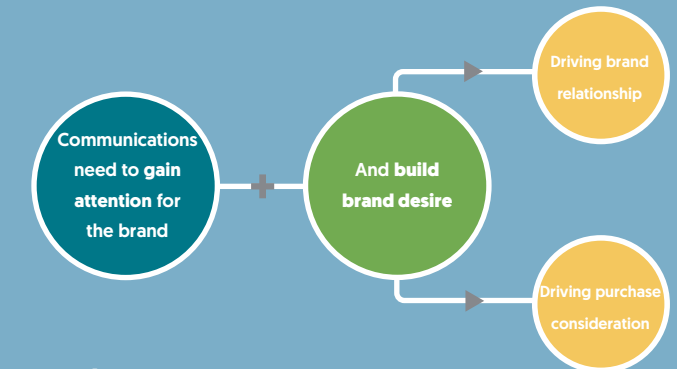 Communications
need to gain
attention for
the brand
And build
brand desire
Driving brand
relationship
Driving purchase
consideration